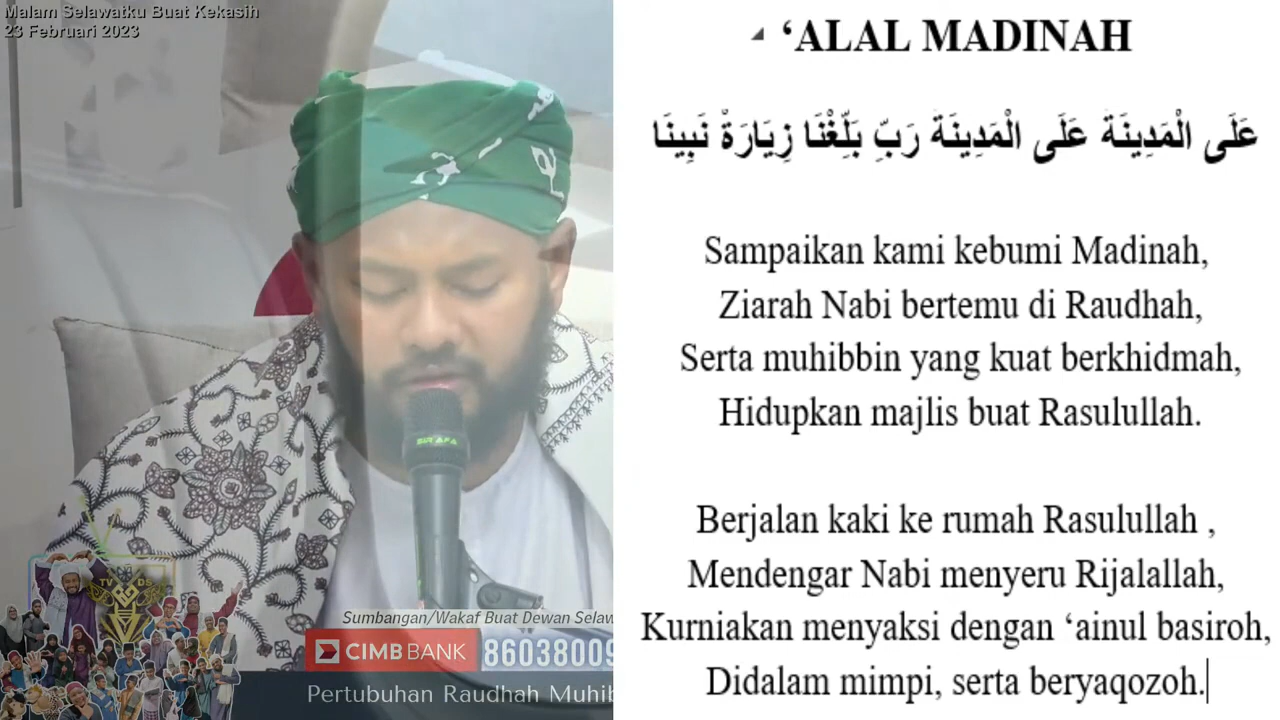 Malam Selawatku Buat Kekasih
23 Februari 2023
‘ALAL MADINAH
عَلَى الْمَدِينَة عَلَى الْمَدِينَة رَبِّ بَلِّغْنَا زِيَارَةْ نَبِينَا
Sampaikan kami kebumi Madinah,
Ziarah Nabi bertemu di Raudhah,
Serta muhibbin yang kuat berkhidmah,
Hidupkan majlis buat Rasulullah.
Berjalan kaki ke rumah Rasulullah ,
Mendengar Nabi menyeru Rijalallah,
Kurniakan menyaksi dengan ‘ainul basiroh,
Didalam mimpi, serta beryaqozoh.
TV DS
Sumbangan/Wakaf Buat Dewan Selaw
CIMB BANK 86038009
Pertubuhan Raudhah Muhib